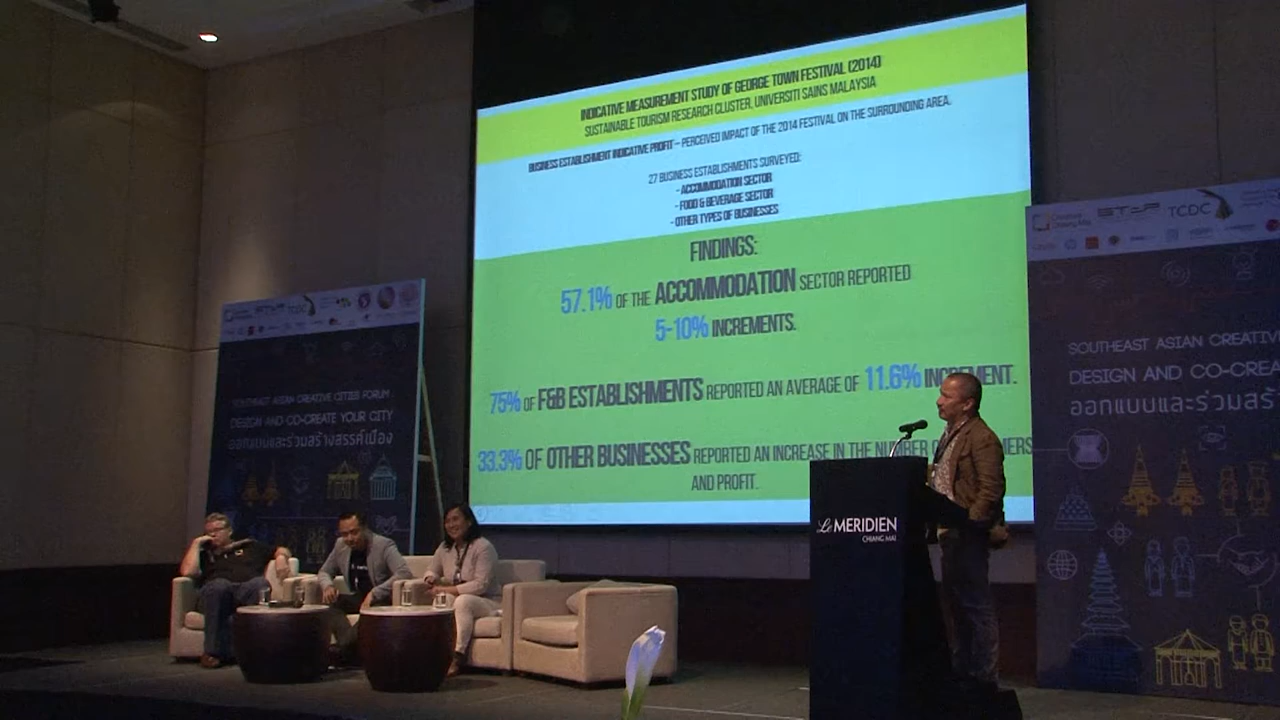 INDICATIVE MEASUREMENT STUDY OF GEORGE TOWN FESTIVAL (2014)
SUSTAINABLE TOURISM RESEARCH CLUSTER, UNIVERSITI SAINS MALAYSIA
BUSINESS ESTABLISHMENT INDICATIVE PROFIT – PERCEIVED IMPACT OF THE 2014 FESTIVAL ON THE SURROUNDING AREA.
27 BUSINESS ESTABLISHMENTS SURVEYED:
- ACCOMMODATION SECTOR
- FOOD & BEVERAGE SECTOR
- OTHER TYPES OF BUSINESSES
FINDINGS:
57.1% OF THE ACCOMMODATION SECTOR REPORTED
5-10% INCREMENTS.
75% OF F&B ESTABLISHMENTS REPORTED AN AVERAGE OF 11.6% INCREMENT.
33.3% OF OTHER BUSINESSES REPORTED AN INCREASE IN THE NUMBER
AND PROFIT.
TCDC
SOUTHEAST ASIAN CREATIVE CITIES FORUM
DESIGN AND CO-CREATE YOUR CITY
ออกแบบและร่วมสร้างสรรค์เมือง
Le MERIDIEN
CHIANG MAI
TCDC
SOUTHEAST ASIAN CREATIV
DESIGN AND CO-CREA
ออกแบบและร่วมสร้